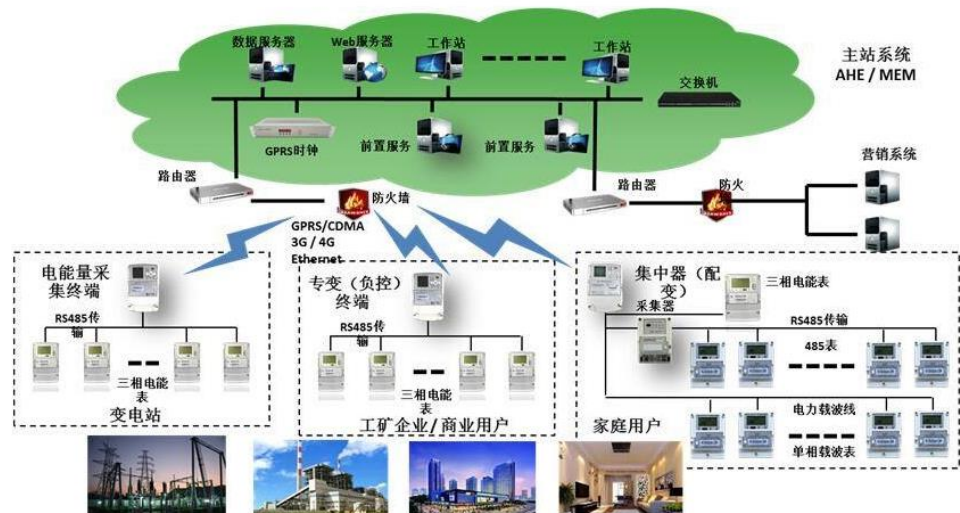 数据服务器
Web服务器
工作站
工作站
主站系统
AHE / MEM
交换机
GPRS时钟
前置服务
前置服务
营销系统
路由器
防火墙
路由器
防火
GPRS/CDMA
3G / 4G
Ethernet
电能量采
集终端
RS485传
输
三相电能
表
变电站
专变（负控）
终端
RS485传
输
三相电能
表
工矿企业/商业用户
集中器（配
变）
三相电能表
采集器
RS485传输
485表
电力载波线
单相载波表
家庭用户